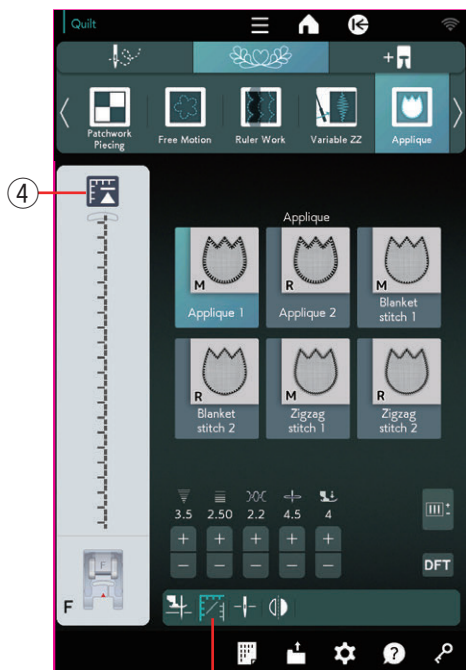 Quilt
Patchwork
Piecing
Free Motion
Ruler Work
Variable ZZ
Applique
④
Applique
M
Applique 1
R
Applique 2
M
Blanket
stitch 1
R
Blanket
stitch 2
M
Zigzag
stitch 1
R
Zigzag
stitch 2
3.5 2.50 2.2 4.5 4
+ + + + +
− − − − −
DFT
F
F